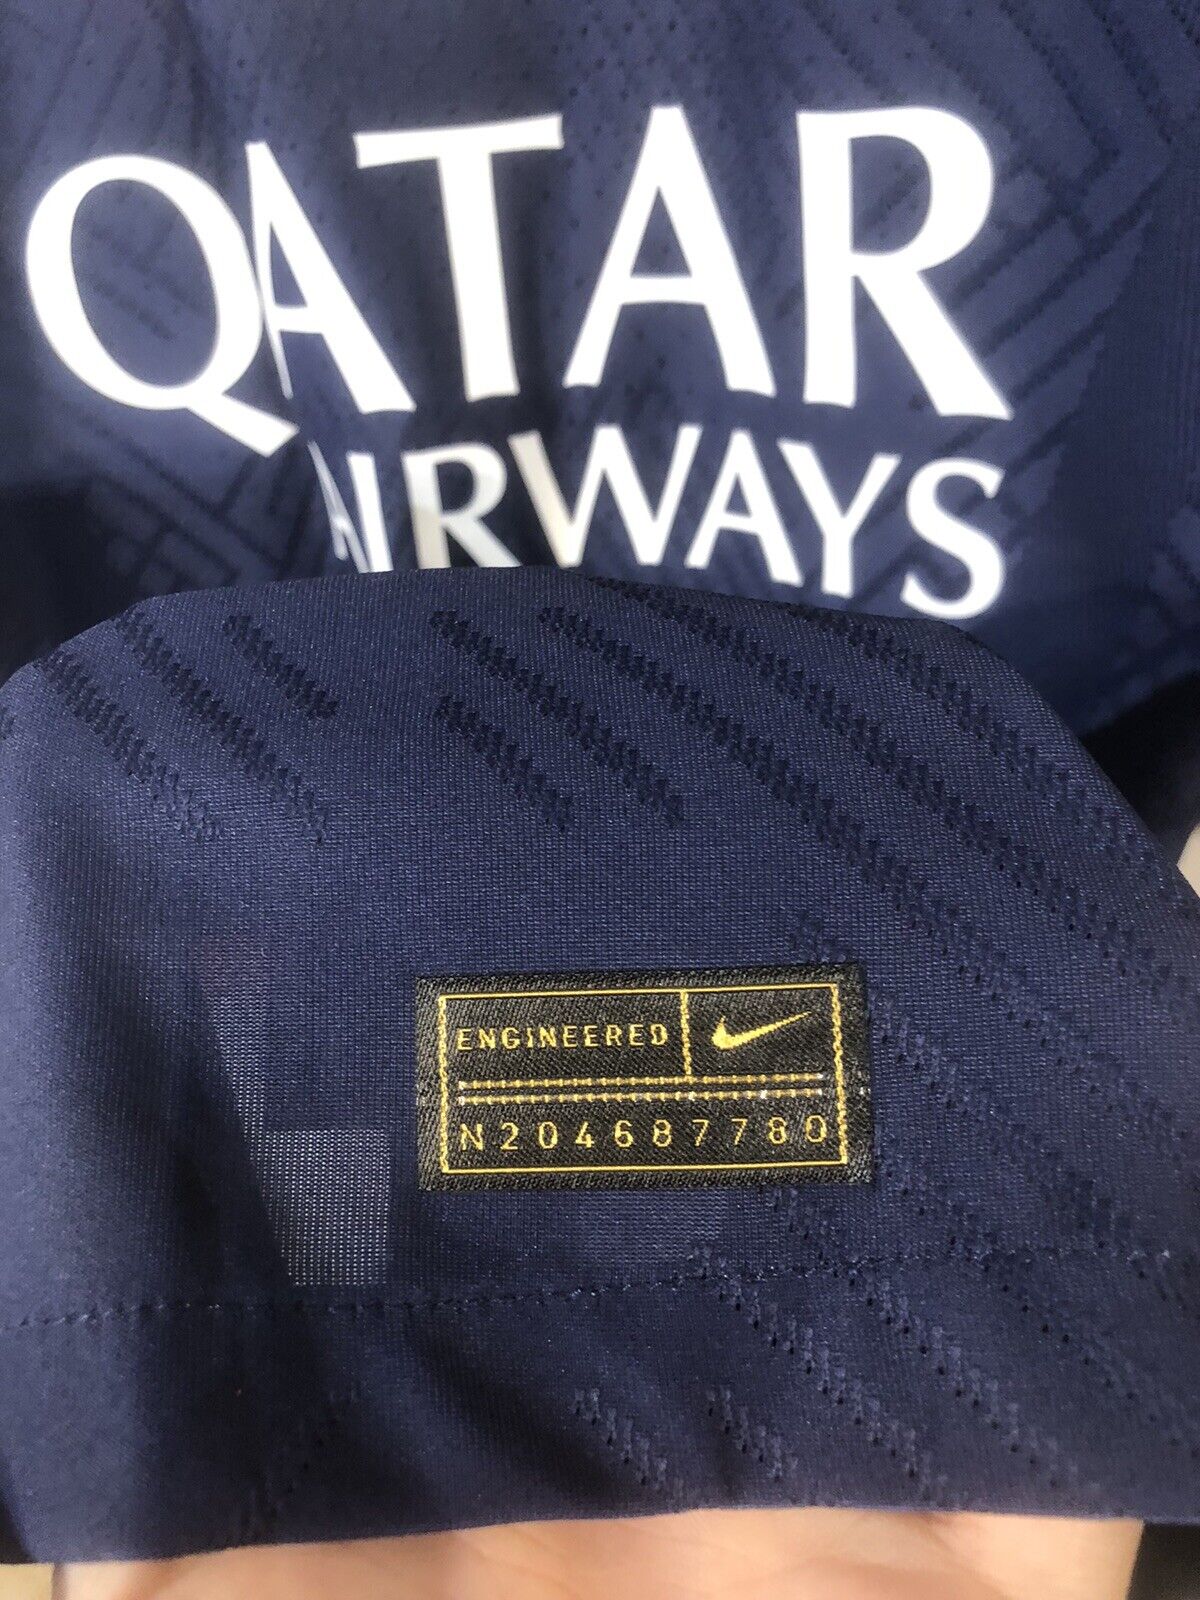 QATAR
AIRWAYS
ENGINEERED
N204687780